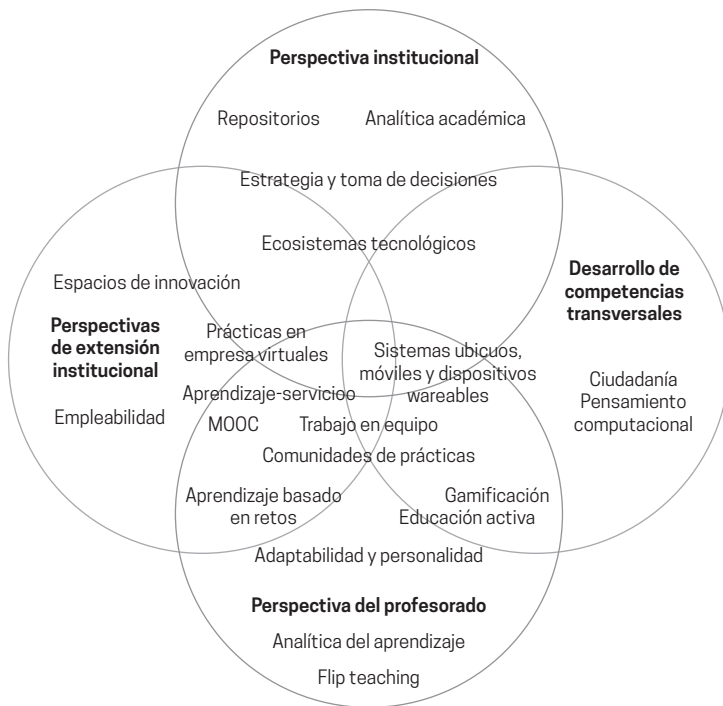 Perspectiva institucional
Repositorios
Analítica académica
Estrategia y toma de decisiones
Ecosistemas tecnológicos
Espacios de innovación
Desarrollo de
competencias
transversales
Perspectivas
de extensión
institucional
Prácticas en
empresa virtuales
Sistemas ubicuos,
móviles y dispositivos
wareables
Ciudadanía
Pensamiento
computacional
Empleabilidad
Aprendizaje-servicioo
MOOC
Trabajo en equipo
Comunidades de prácticas
Aprendizaje basado
en retos
Gamificación
Educación activa
Adaptabilidad y personalidad
Perspectiva del profesorado
Analítica del aprendizaje
Flip teaching